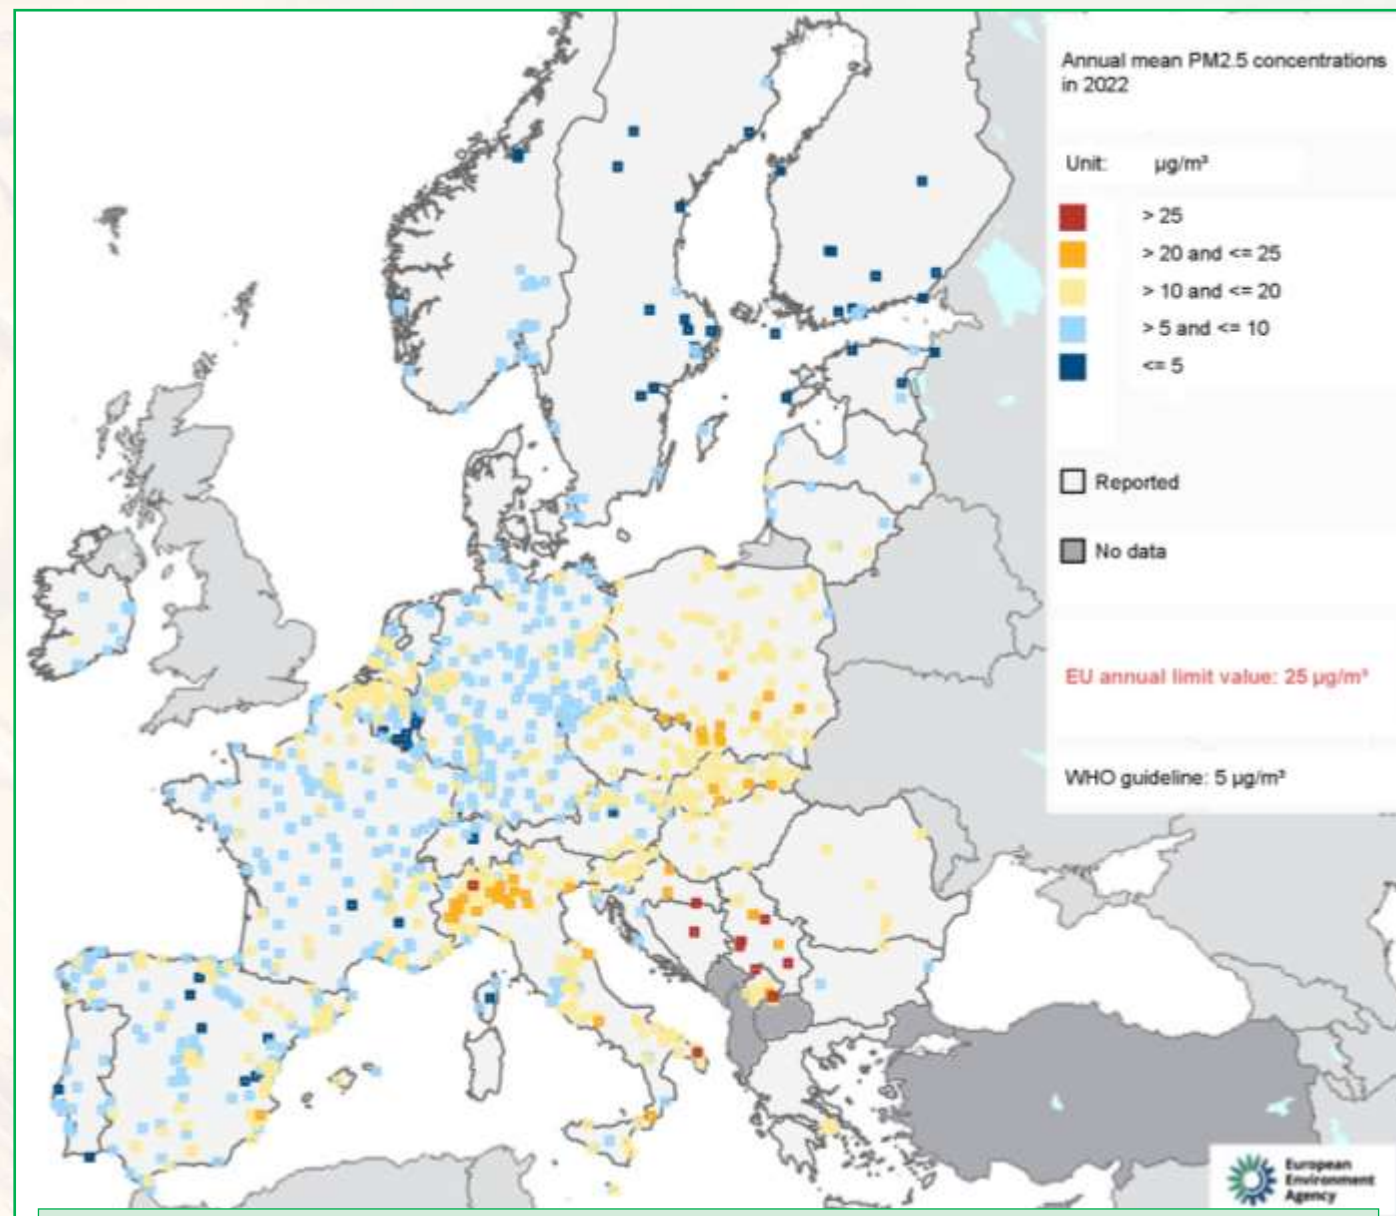 Annual mean PM2.5 concentrations
in 2022
Unit: µg/m³
> 25
> 20 and <= 25
> 10 and <= 20
> 5 and <= 10
<= 5
Reported
No data
EU annual limit value: 25 µg/m³
WHO guideline: 5 µg/m³
European
Environment
Agency